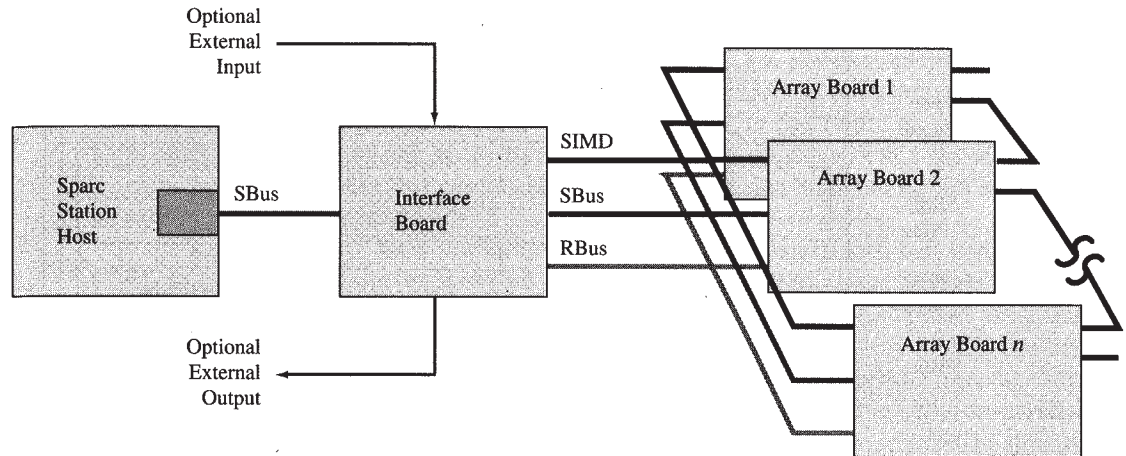 Optional
External
Input
Sparc
Station
Host
SBus
Interface
Board
SIMD
SBus
RBus
Array Board 1
Array Board 2
Array Board n
Optional
External
Output